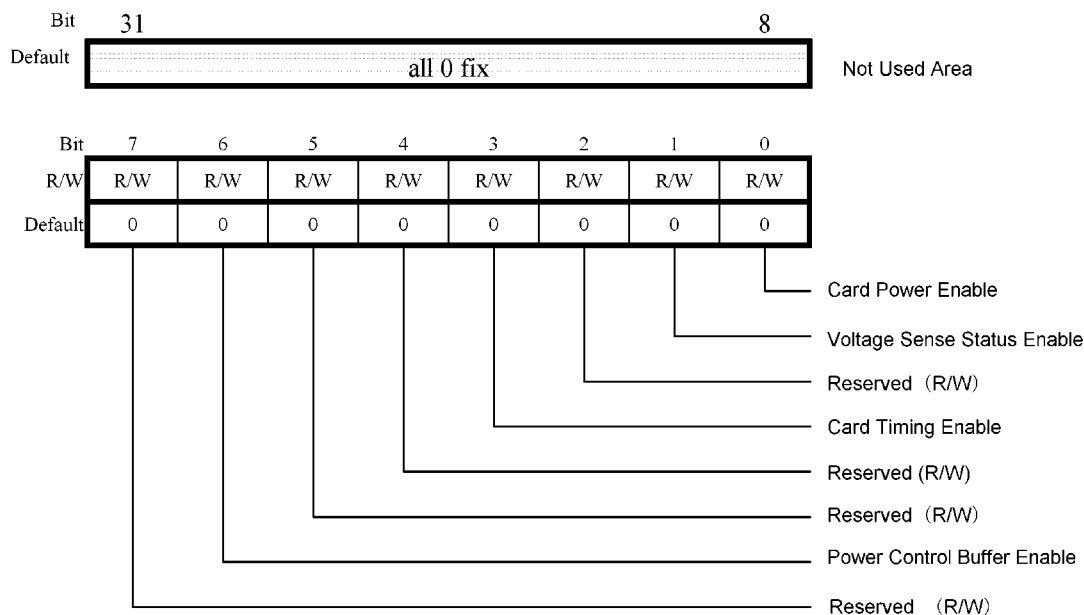 Bit 31 8
Default all 0 fix Not Used Area
Bit 7 6 5 4 3 2 1 0
R/W R/W R/W R/W R/W R/W R/W R/W R/W
Default 0 0 0 0 0 0 0 0
Card Power Enable
Voltage Sense Status Enable
Reserved （R/W）
Card Timing Enable
Reserved (R/W)
Reserved （R/W）
Power Control Buffer Enable
Reserved （R/W）